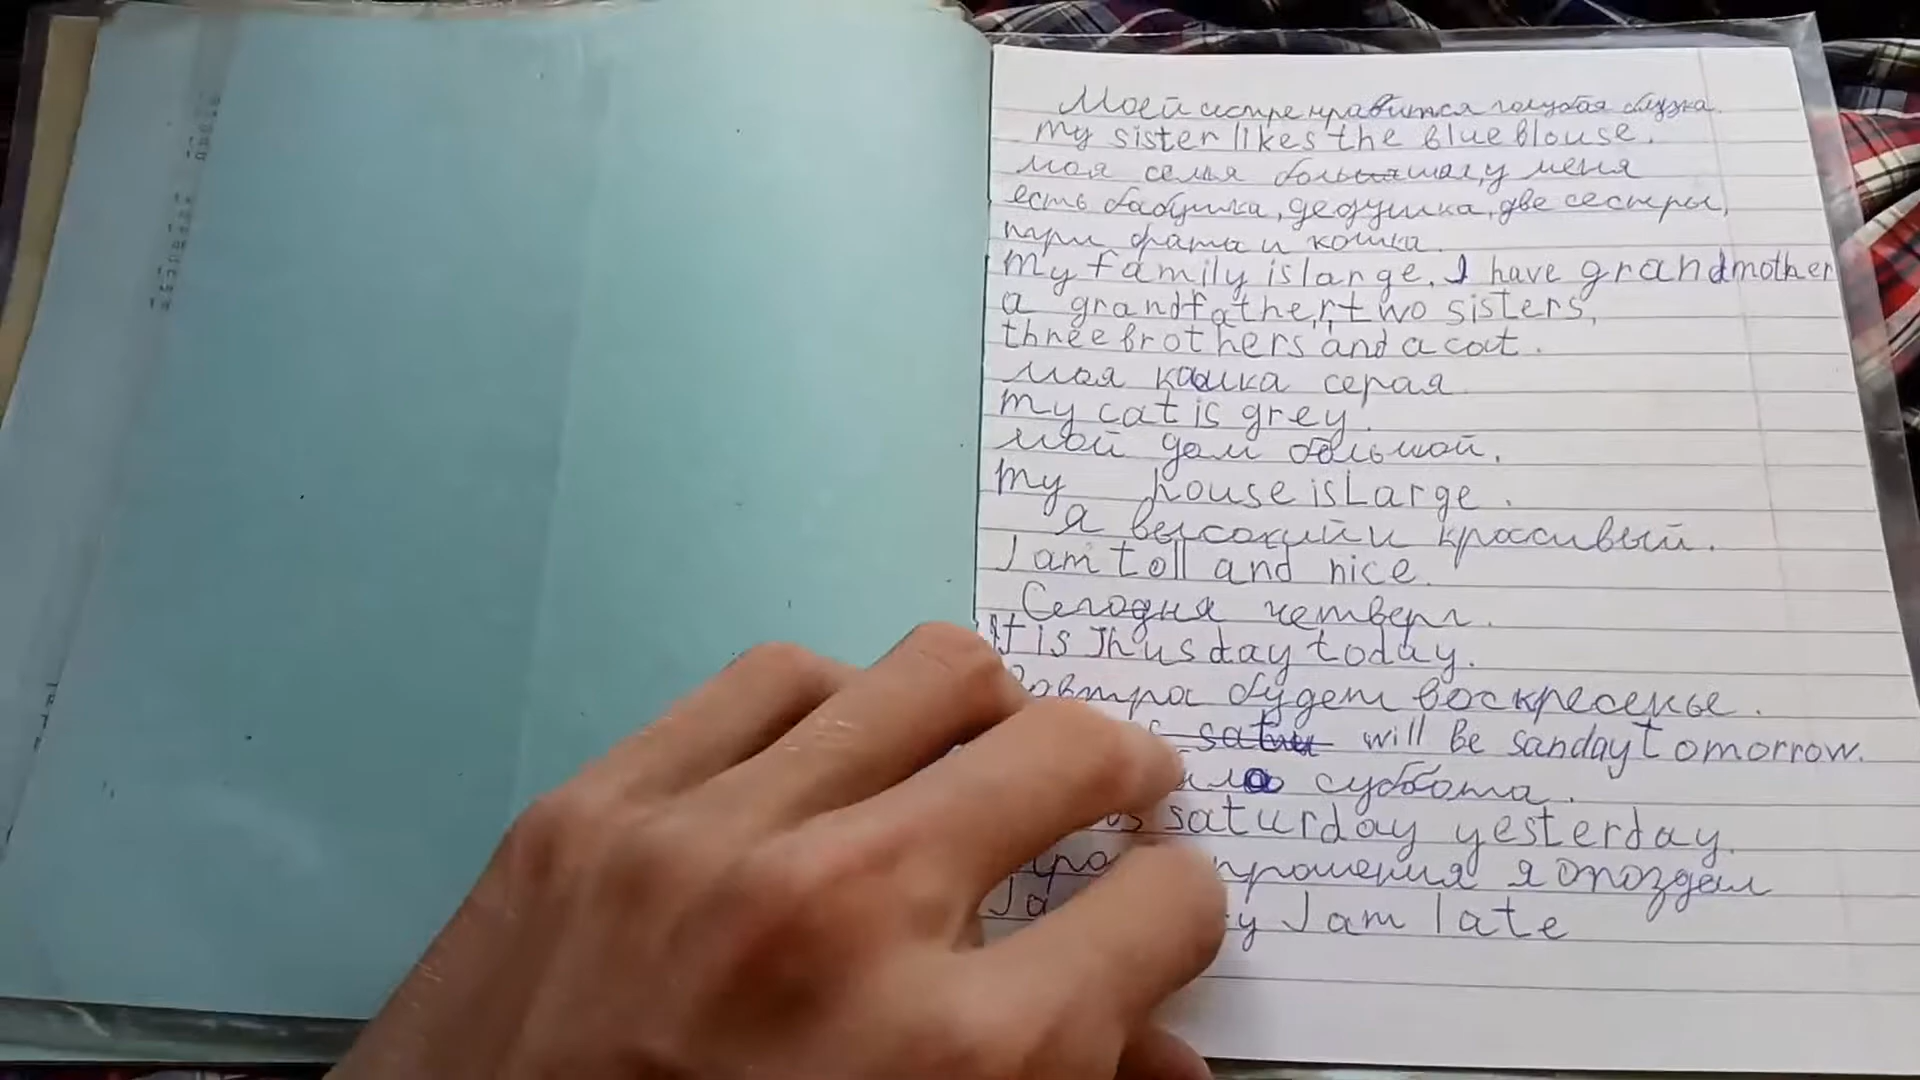 Моей сестре нравится голубая блузка.
My sister likes the blue blouse.
Моя семья большая, у меня
есть бабушка, дедушка, две сестры,
три брата и кошка.
My family is large. I have grandmother
a grandfather, two sisters,
three brothers and a cat.
Моя кошка серая
My cat is grey.
Мой дом большой.
My house is Large.
Я высокий и красивый.
I am toll and nice.
Сегодня четверг.
It is Thusday today.
Завтра будет воскресенье.
will be sanday tomorrow.
суббота.
saturday yesterday.
прошения я опоздал
I am late